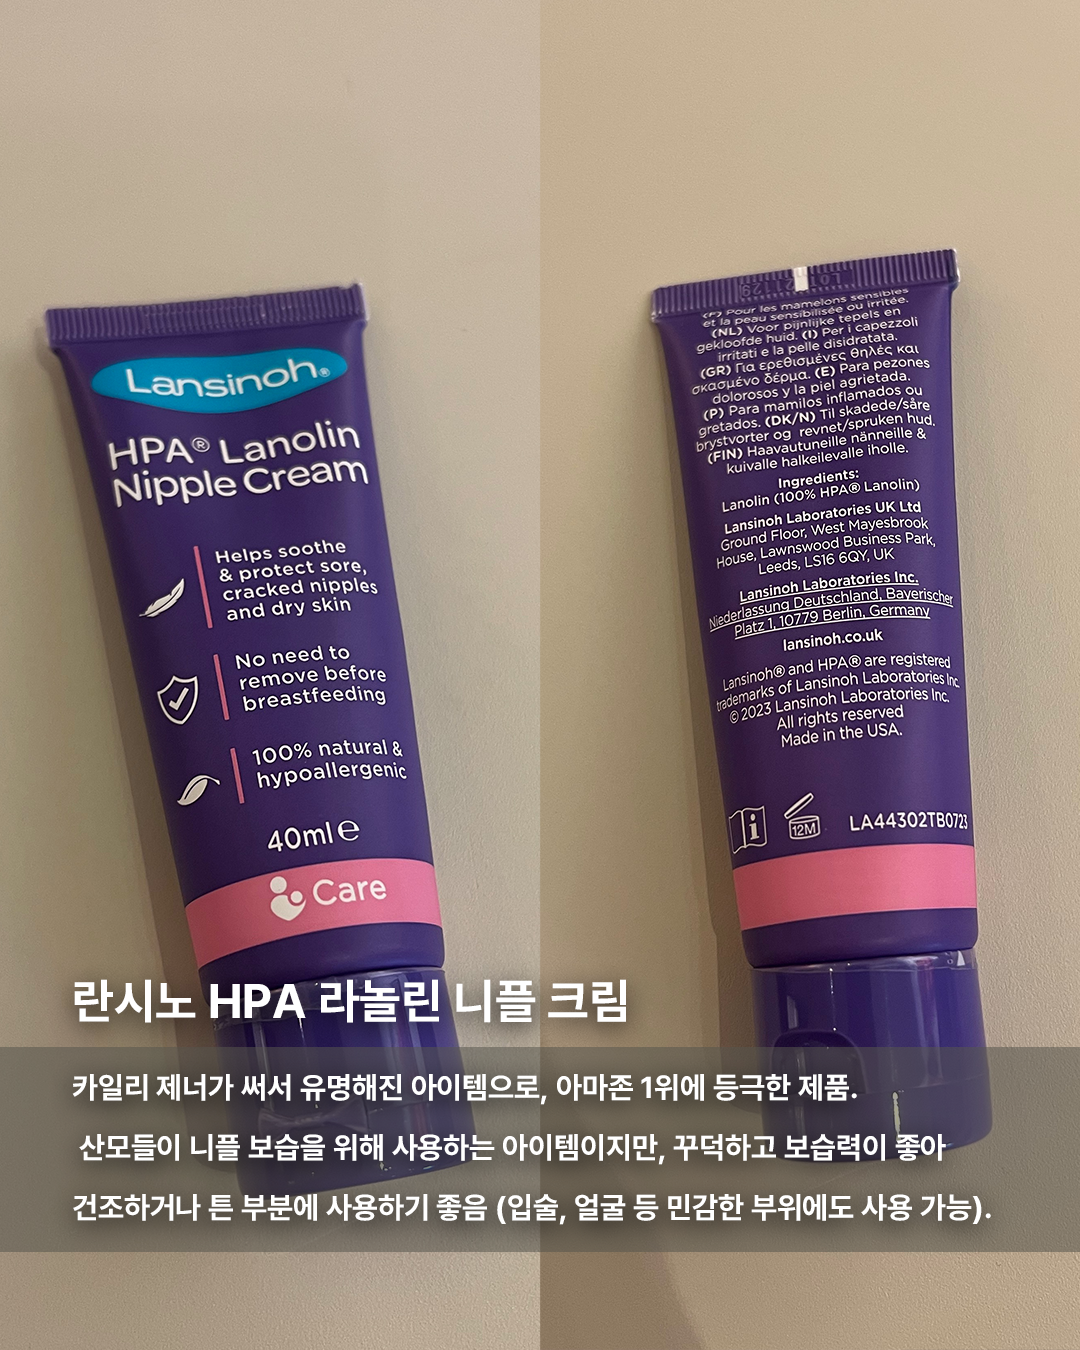 Lansinoh®
HPA® Lanolin
Nipple Cream
Helps soothe
& protect sore,
cracked nipples
and dry skin
No need to
remove before
breastfeeding
100% natural &
hypoallergenic
40ml e
Care
(F) Pour les mamelons sensibles
et la peau sensibilisée ou irritée.
(NL) Voor pijnlijke tepels en
gekloofde huid. (I) Per i capezzoli
irritati e la pelle disidratata.
(GR) Για ερεθισμένες θηλές και
σκασμένο δέρμα. (E) Para pezones
dolorosos y la piel agrietada.
(P) Para mamilos inflamados ou
gretados. (DK/N) Til skadede/såre
brystvorter og revnet/sprukken hud.
(FIN) Haavautuneille nänneille &
kuivalle halkeilevalle iholle.
Ingredients:
Lanolin (100% HPA® Lanolin)
Lansinoh Laboratories UK Ltd
Ground Floor, West Mayesbrook
House, Lawnswood Business Park,
Leeds, LS16 6QY, UK
Lansinoh Laboratories Inc.
Niederlassung Deutschland, Bayerischer
Platz 1, 10779 Berlin, Germany
lansinoh.co.uk
Lansinoh® and HPA® are registered
trademarks of Lansinoh Laboratories Inc.
© 2023 Lansinoh Laboratories Inc.
All rights reserved
Made in the USA.
12M
LA44302TB0723
란시노 HPA 라놀린 니플 크림
카일리 제너가 써서 유명해진 아이템으로, 아마존 1위에 등극한 제품.
산모들이 니플 보습을 위해 사용하는 아이템이지만, 꾸덕하고 보습력이 좋아
건조하거나 튼 부분에 사용하기 좋음 (입술, 얼굴 등 민감한 부위에도 사용 가능).